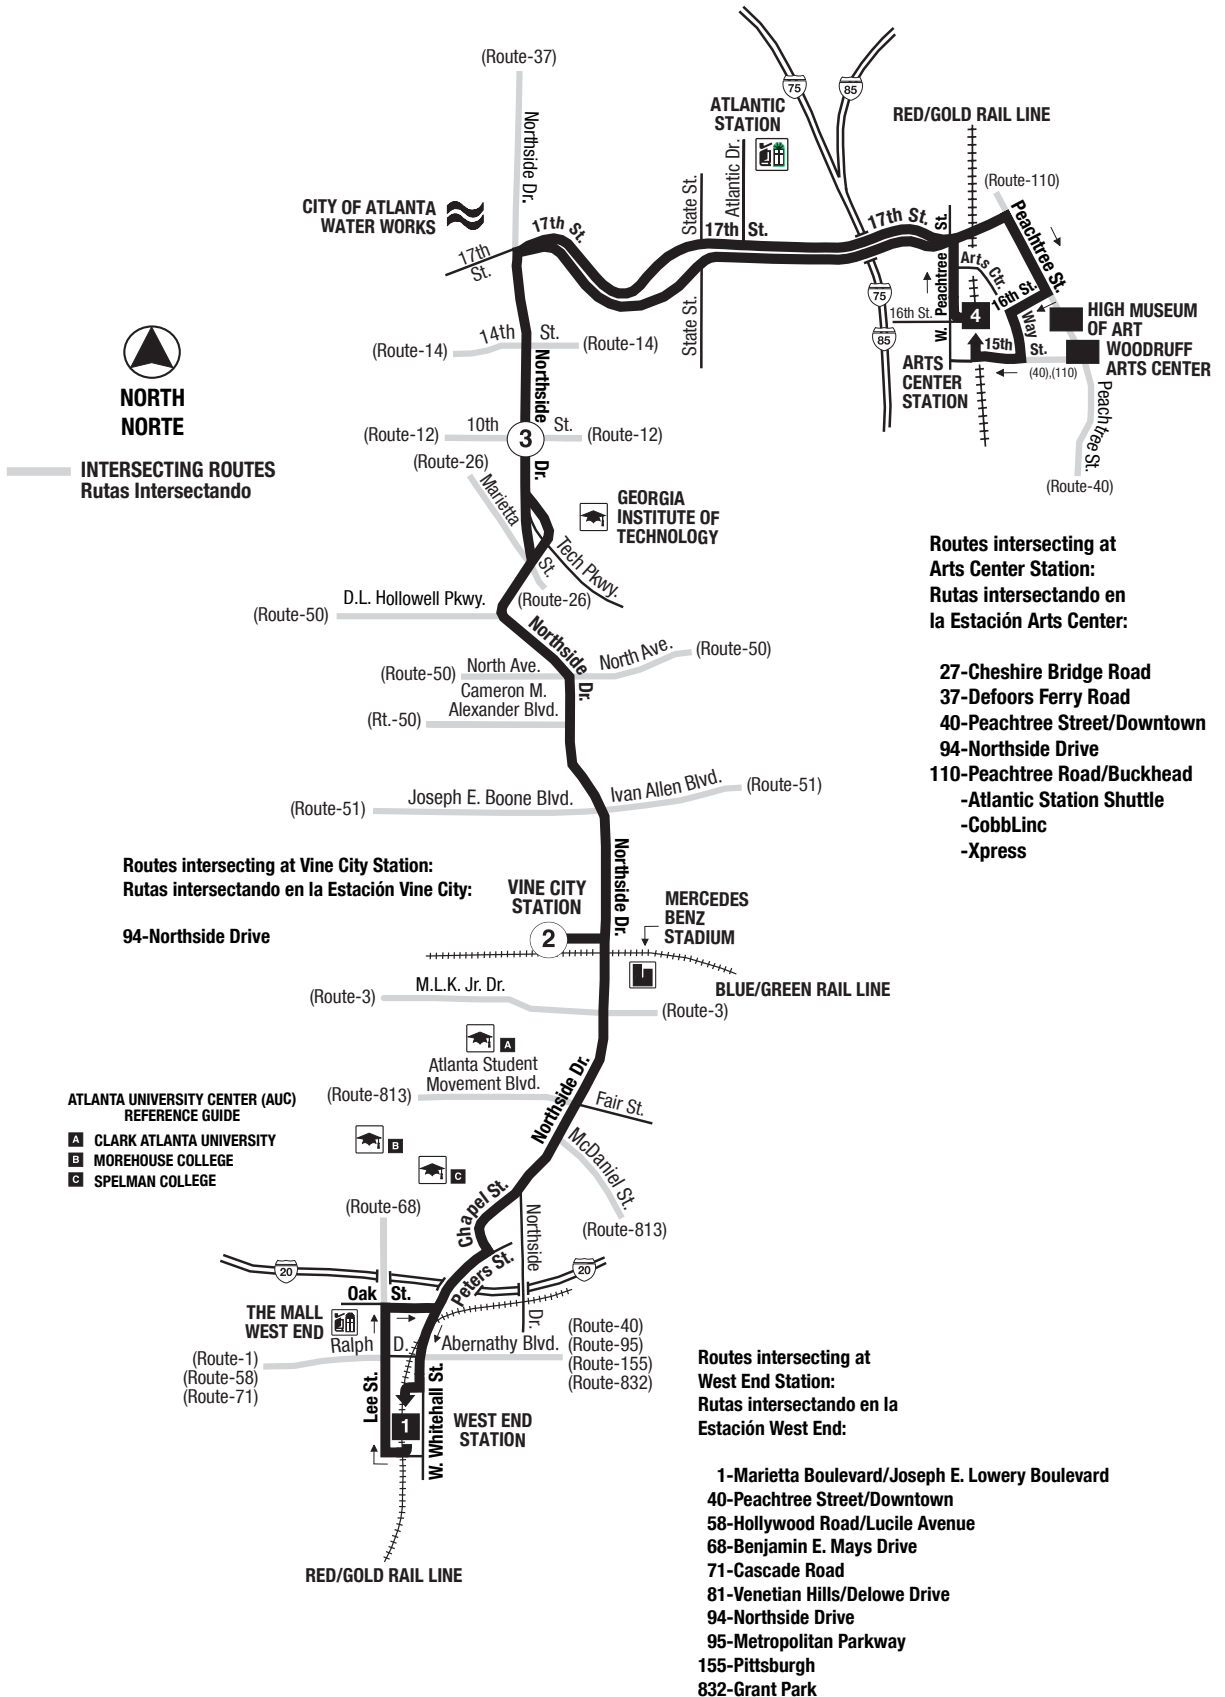 (Route-37)
Northside Dr.
75
85
ATLANTIC
STATION
RED/GOLD RAIL LINE
(Route-110)
CITY OF ATLANTA
WATER WORKS
17th St.
17th
St.
State St.
Atlantic Dr.
17th St.
17th St.
W. Peachtree St.
Peachtree St.
Arts Ctr.
16th St.
Way
16th St.
4
15th
St.
(40),(110)
75
85
State St.
HIGH MUSEUM
OF ART
WOODRUFF
ARTS CENTER
ARTS
CENTER
STATION
Peachtree St.
(Route-40)
NORTH
NORTE
INTERSECTING ROUTES
Rutas Intersectando
(Route-14)
14th St.
(Route-14)
Northside Dr.
(Route-12)
10th St.
3
(Route-12)
(Route-26)
Marietta St.
GEORGIA
INSTITUTE OF
TECHNOLOGY
Tech Pkwy.
(Route-26)
D.L. Hollowell Pkwy.
(Route-50)
Northside Dr.
(Route-50)
North Ave.
North Ave.
(Route-50)
Cameron M.
Alexander Blvd.
(Rt.-50)
Joseph E. Boone Blvd.
(Route-51)
Ivan Allen Blvd.
(Route-51)
Routes intersecting at
Arts Center Station:
Rutas intersectando en
la Estación Arts Center:
27-Cheshire Bridge Road
37-Defoors Ferry Road
40-Peachtree Street/Downtown
94-Northside Drive
110-Peachtree Road/Buckhead
-Atlantic Station Shuttle
-CobbLinc
-Xpress
Routes intersecting at Vine City Station:
Rutas intersectando en la Estación Vine City:
94-Northside Drive
VINE CITY
STATION
2
Northside Dr.
MERCEDES
BENZ
STADIUM
BLUE/GREEN RAIL LINE
(Route-3)
M.L.K. Jr. Dr.
(Route-3)
A
Atlanta Student
Movement Blvd.
(Route-813)
Northside Dr.
Fair St.
ATLANTA UNIVERSITY CENTER (AUC)
REFERENCE GUIDE
A CLARK ATLANTA UNIVERSITY
B MOREHOUSE COLLEGE
C SPELMAN COLLEGE
B
C
McDaniel St.
(Route-813)
(Route-68)
Chapel St.
Northside Dr.
Peters St.
20
20
Oak St.
THE MALL
WEST END
Ralph D. Abernathy Blvd.
(Route-1)
(Route-58)
(Route-71)
(Route-40)
(Route-95)
(Route-155)
(Route-832)
Lee St.
1
W. Whitehall St.
WEST END
STATION
RED/GOLD RAIL LINE
Routes intersecting at
West End Station:
Rutas intersectando en la
Estación West End:
1-Marietta Boulevard/Joseph E. Lowery Boulevard
40-Peachtree Street/Downtown
58-Hollywood Road/Lucile Avenue
68-Benjamin E. Mays Drive
71-Cascade Road
81-Venetian Hills/Delowe Drive
94-Northside Drive
95-Metropolitan Parkway
155-Pittsburgh
832-Grant Park